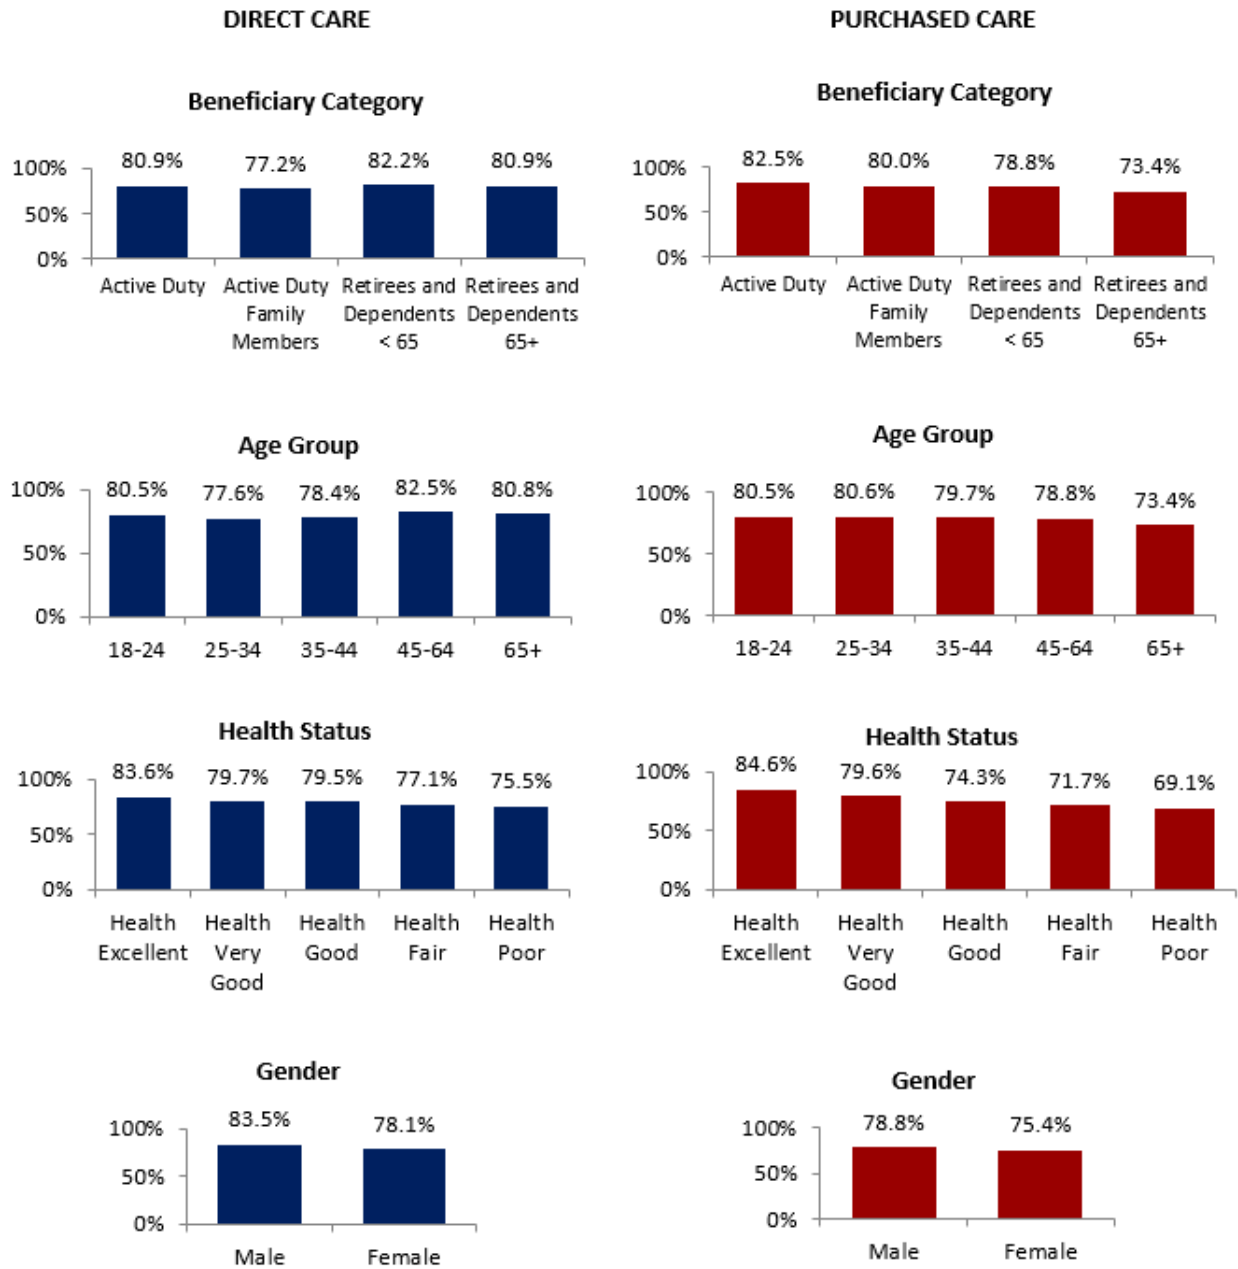 DIRECT CARE
PURCHASED CARE
Beneficiary Category
80.9% 77.2% 82.2% 80.9%
100%
50%
0%
Active Duty Active Duty Retirees and Retirees and
Family Dependents Dependents
Members < 65 65+
Beneficiary Category
82.5% 80.0% 78.8% 73.4%
100%
50%
0%
Active Duty Active Duty Retirees and Retirees and
Family Dependents Dependents
Members < 65 65+
Age Group
80.5% 77.6% 78.4% 82.5% 80.8%
100%
50%
0%
18-24 25-34 35-44 45-64 65+
Age Group
80.5% 80.6% 79.7% 78.8% 73.4%
100%
50%
0%
18-24 25-34 35-44 45-64 65+
Health Status
83.6% 79.7% 79.5% 77.1% 75.5%
100%
50%
0%
Health Health Health Health Health
Excellent Very Good Fair Poor
Good
Health Status
84.6% 79.6% 74.3% 71.7% 69.1%
100%
50%
0%
Health Health Health Health Health
Excellent Very Good Fair Poor
Good
Gender
83.5% 78.1%
100%
50%
0%
Male Female
Gender
78.8% 75.4%
100%
50%
0%
Male Female